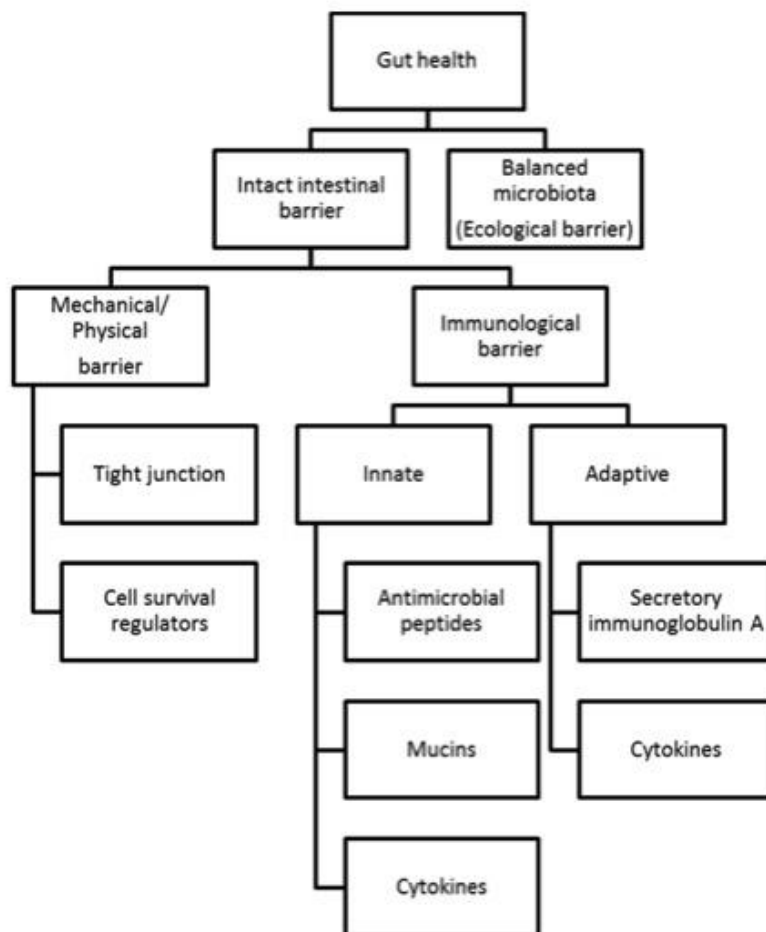 Gut health
Intact intestinal
barrier
Balanced
microbiota
(Ecological barrier)
Mechanical/
Physical
barrier
Immunological
barrier
Tight junction
Innate
Adaptive
Cell survival
regulators
Antimicrobial
peptides
Secretory
immunoglobulin A
Mucins
Cytokines
Cytokines